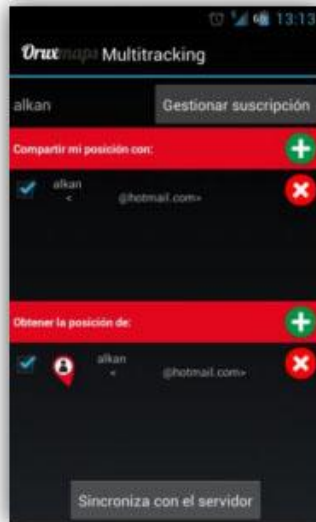 13:13
Oruxmaps Multitracking
alkan Gestionar suscripción
Compartir mi posición con:
alkan
< @hotmail.com>
Obtener la posición de:
alkan
< @hotmail.com>
Sincroniza con el servidor